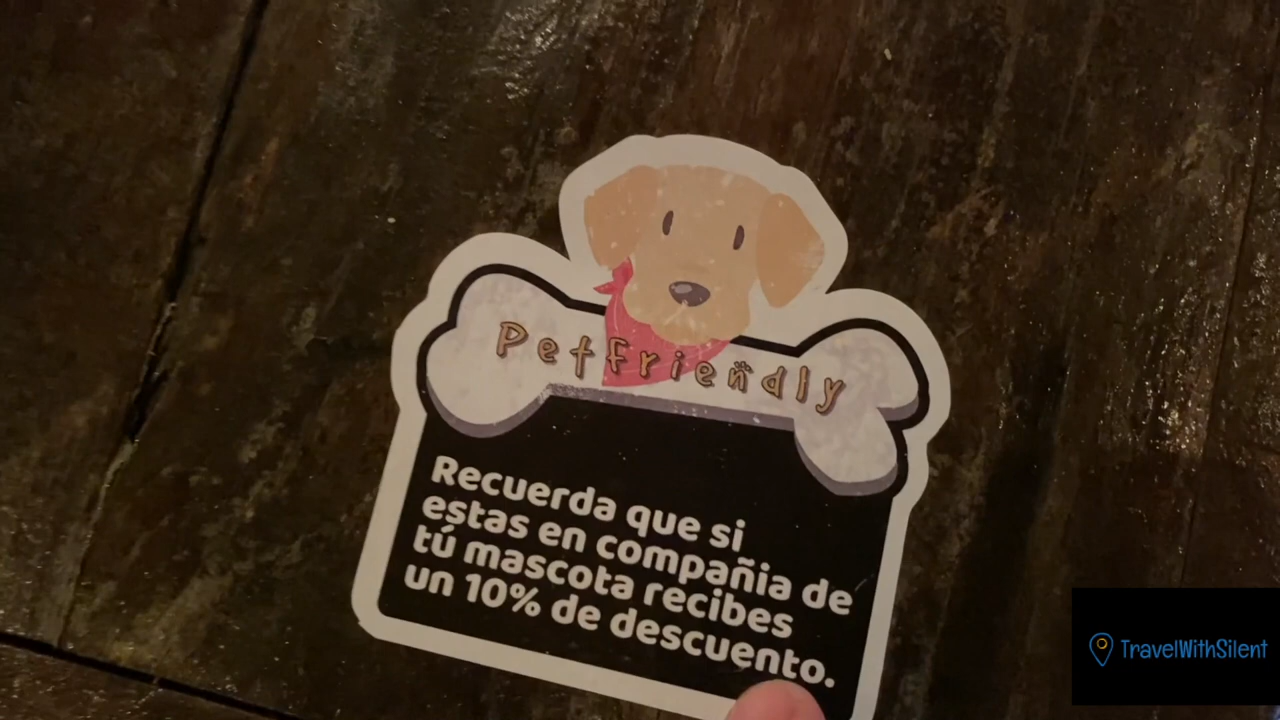 Petfriendly
Recuerda que si
estas en compañia de
tú mascota recibes
un 10% de descuento.
TravelWithSilent